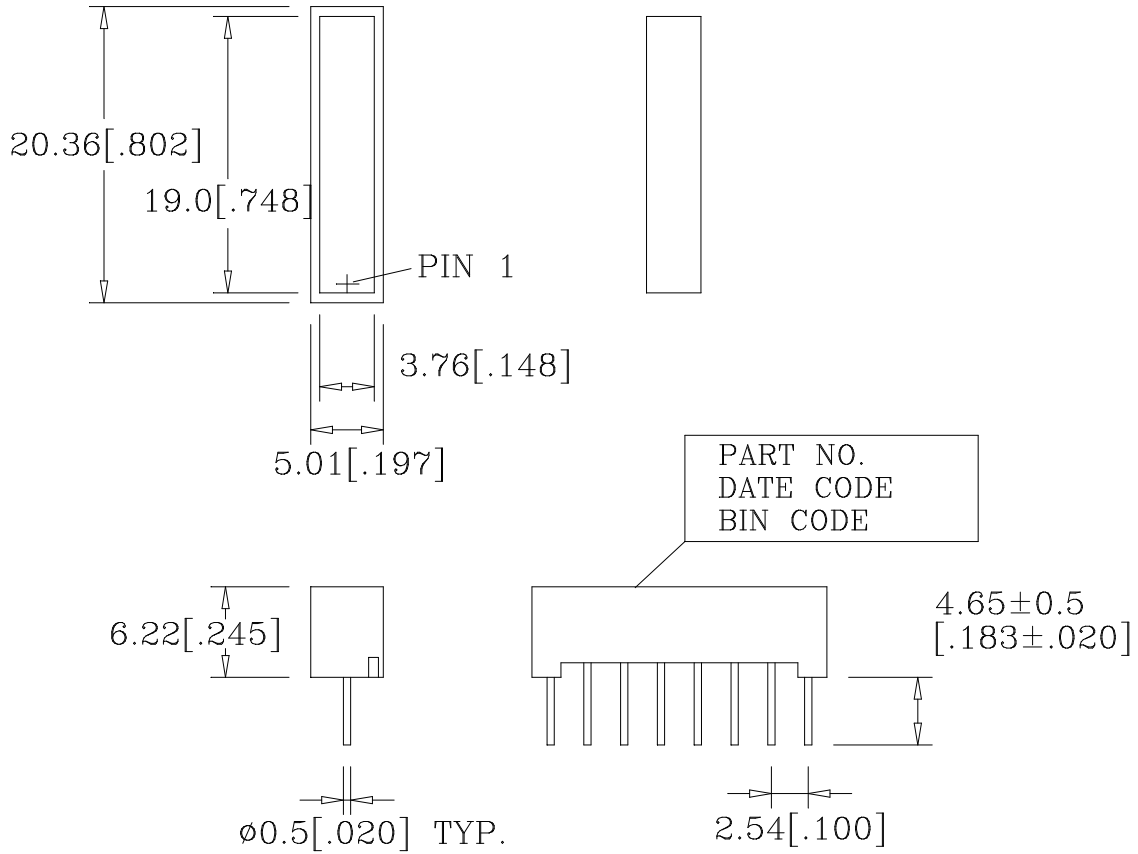 20.36[.802]
19.0[.748]
PIN 1
3.76[.148]
5.01[.197]
PART NO.
DATE CODE
BIN CODE
6.22[.245]
4.65±0.5
[.183±.020]
ø0.5[.020] TYP.
2.54[.100]